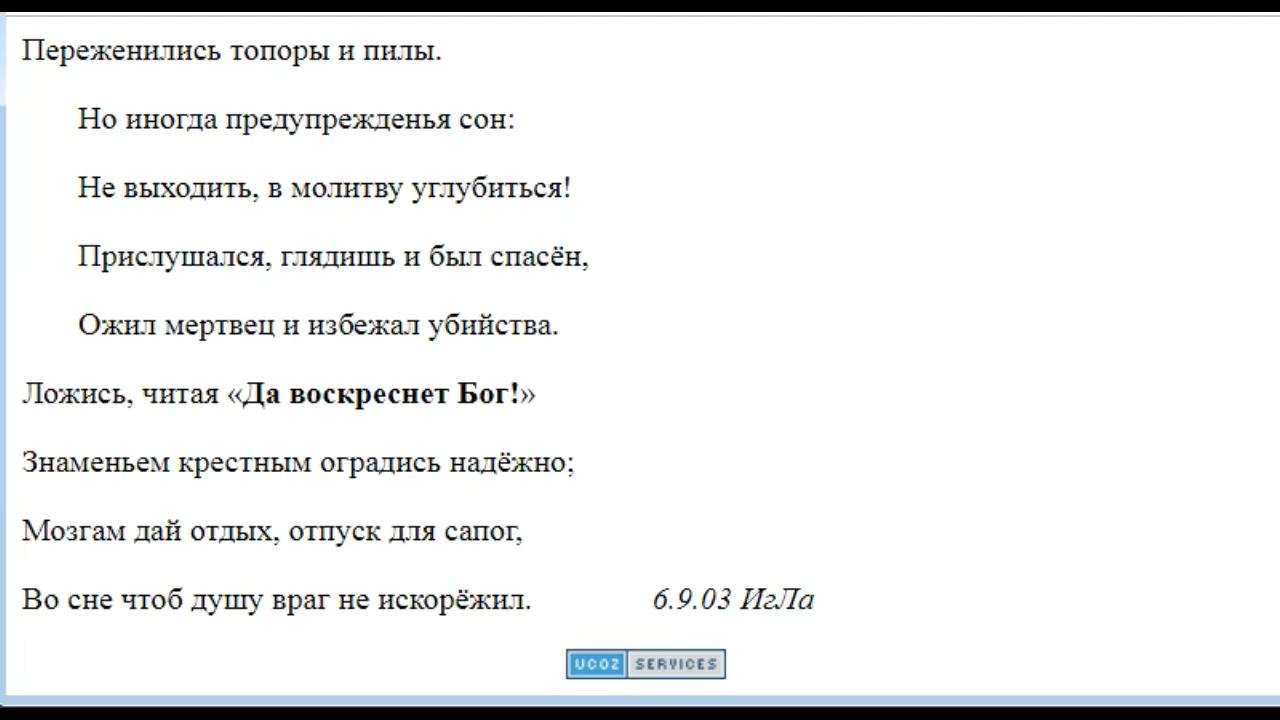 Переженились топоры и пилы.
Но иногда предупрежденья сон:
Не выходить, в молитву углубиться!
Прислушался, глядишь и был спасён,
Ожил мертвец и избежал убийства.
Ложись, читая «Да воскреснет Бог!»
Знаменьем крестным оградись надёжно;
Мозгам дай отдых, отпуск для сапог,
Во сне чтоб душу враг не искорёжил. 6.9.03 ИгЛа
UCOZ SERVICES